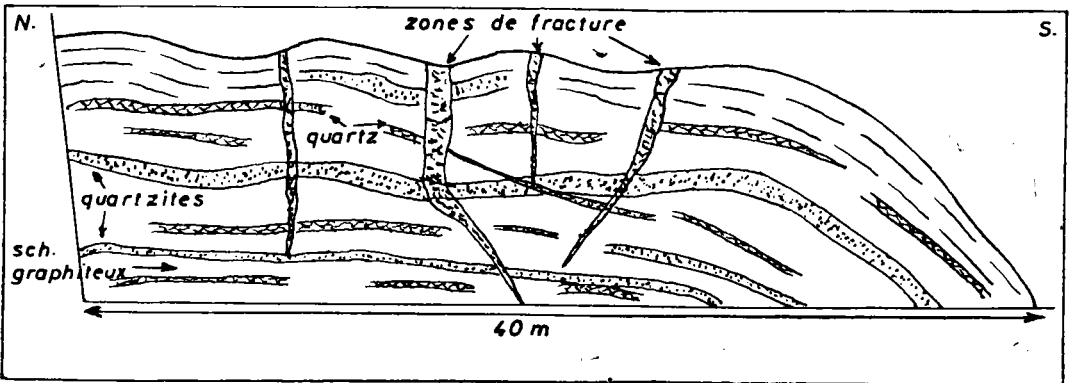 N.
zones de fracture
S.
quartz
quartzites
sch.
graphiteux
40 m